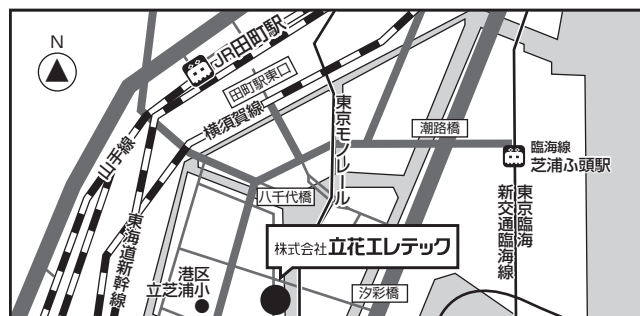 N
JR田町駅
田町駅東口
横須賀線
山手線
東海道新幹線
東京モノレール
潮路橋
臨海線
芝浦ふ頭駅
東京臨海
新交通臨海線
八千代橋
株式会社 立花エレテック
港区
立芝浦小
汐彩橋